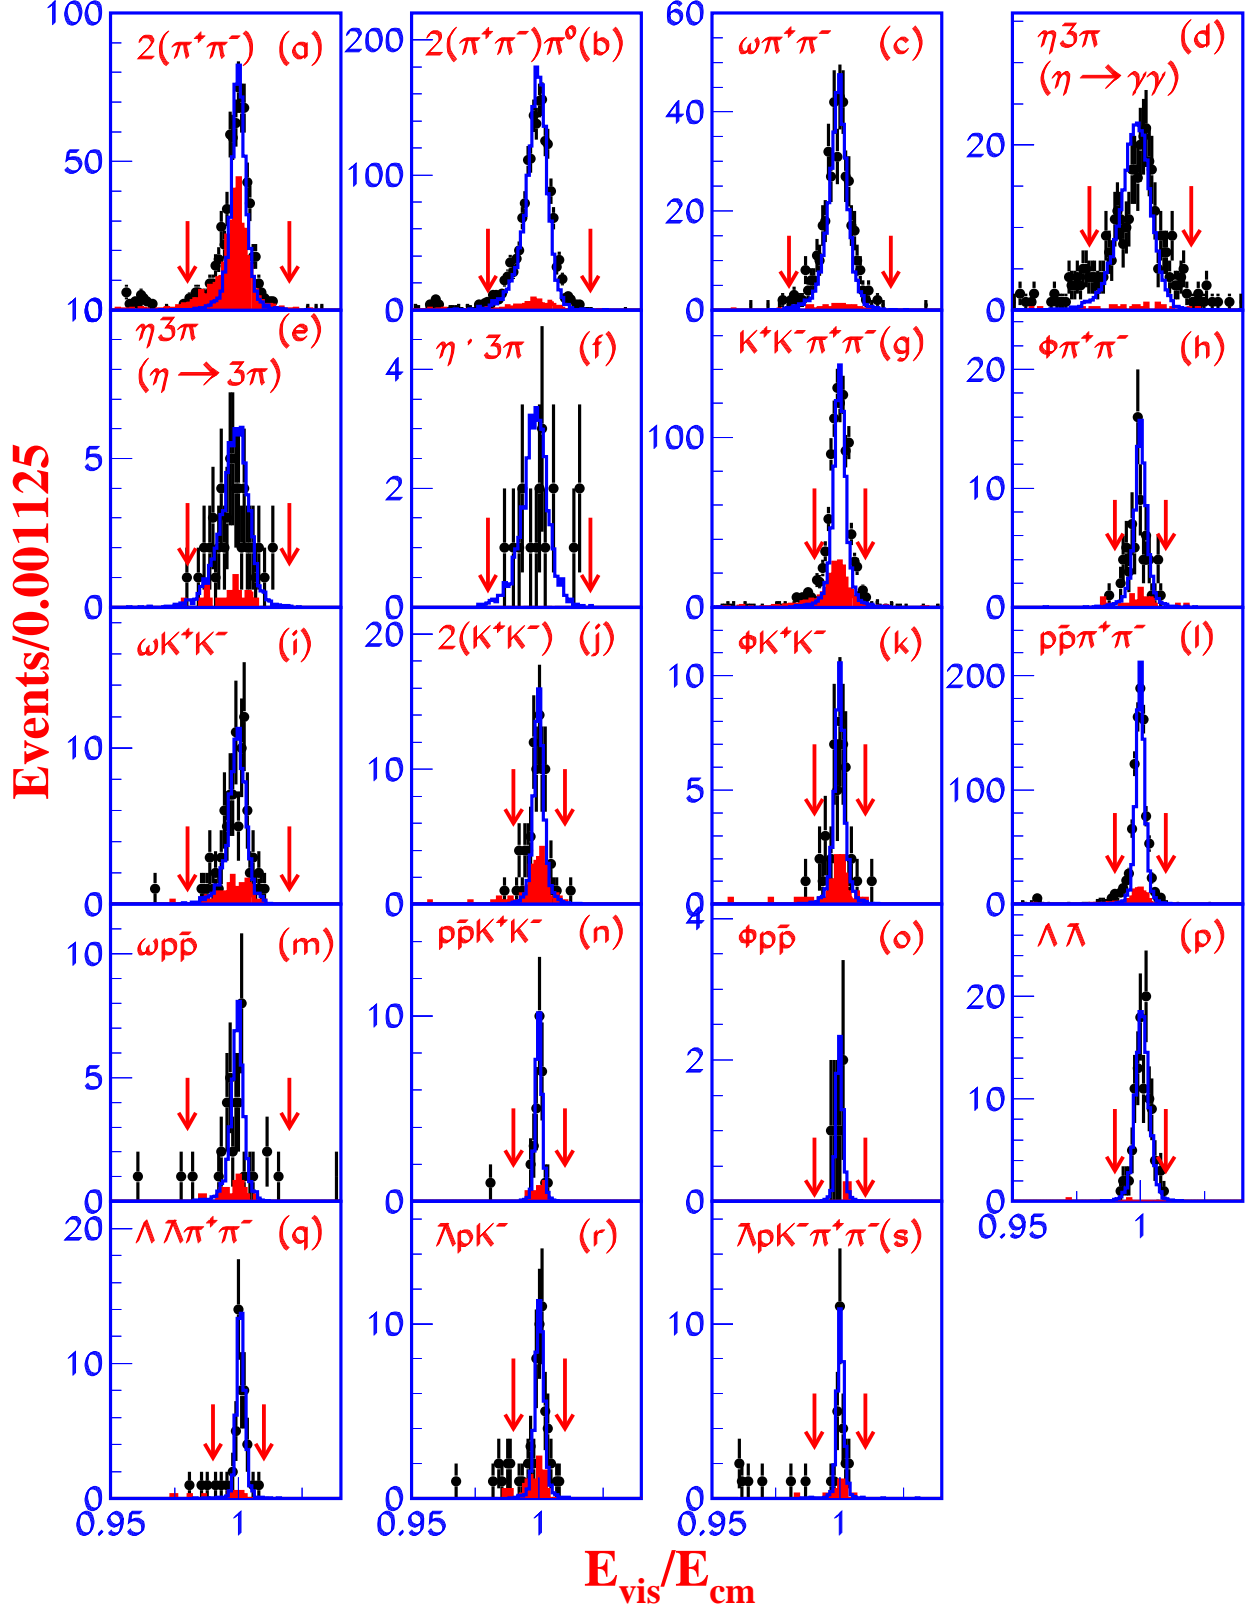 Events/0.001125
100 50 0
2(π⁺π⁻) (a)
200 100 0
2(π⁺π⁻)π⁰ (b)
60 40 20 0
ωπ⁺π⁻ (c)
20 0
η3π (d)
(η → γγ)
10 5 0
η3π (e)
(η → 3π)
4 2 0
η ' 3π (f)
100 0
K⁺K⁻π⁺π⁻ (g)
20 10 0
Φπ⁺π⁻ (h)
10 0
ωK⁺K⁻ (i)
20 10 0
2(K⁺K⁻) (j)
10 5 0
ΦK⁺K⁻ (k)
200 100 0
pp̄π⁺π⁻ (l)
10 5 0
ωpp̄ (m)
10 0
pp̄K⁺K⁻ (n)
4 2 0
Φpp̄ (o)
20 10 0
Λ Λ̄ (p)
0.95 1
20 10 0
Λ Λ̄π⁺π⁻ (q)
10 0
Λ̄pK⁻ (r)
10 0
Λ̄pK⁻π⁺π⁻ (s)
0.95 1 0.95 1 0.95 1
E_vis/E_cm